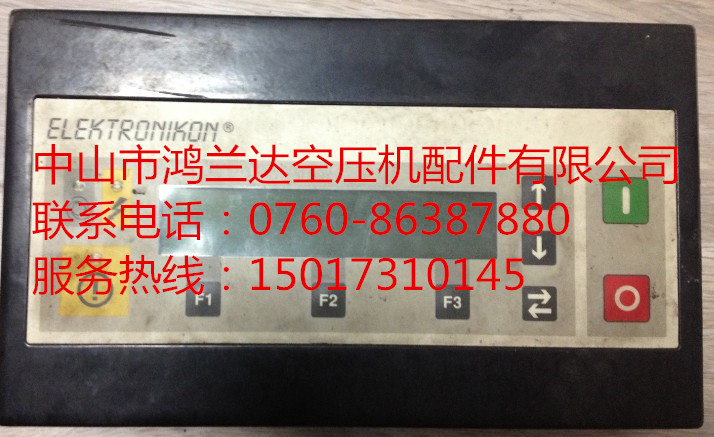 ELEKTRONIKON®
中山市鸿兰达空压机配件有限公司
联系电话：0760-86387880
服务热线：15017310145
F1
F2
F3